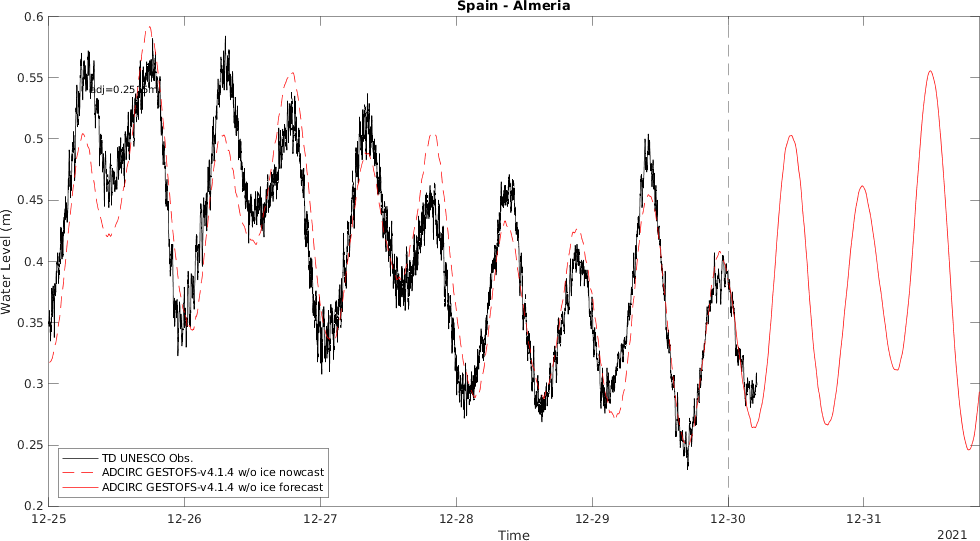 Spain - Almeria
0.6
0.55
0.5
0.45
0.4
0.35
0.3
0.25
0.2
Water Level (m)
TD UNESCO Obs.
ADCIRC GESTOFS-v4.1.4 w/o ice nowcast
ADCIRC GESTOFS-v4.1.4 w/o ice forecast
12-25 12-26 12-27 12-28 12-29 12-30 12-31
Time
2021